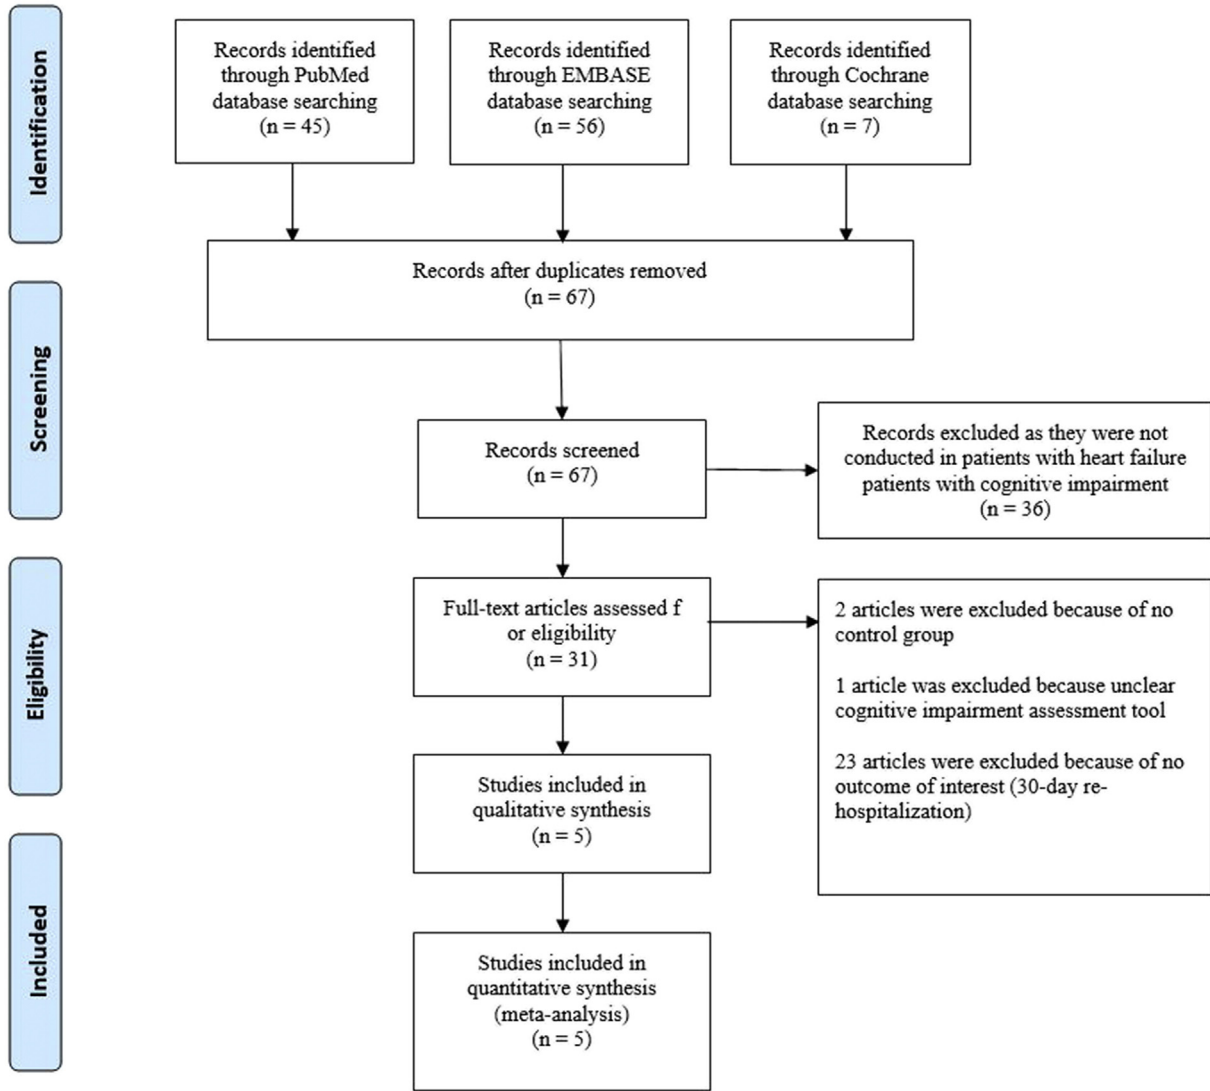 Identification
Records identified
through PubMed
database searching
(n = 45)
Records identified
through EMBASE
database searching
(n = 56)
Records identified
through Cochrane
database searching
(n = 7)
Records after duplicates removed
(n = 67)
Screening
Records screened
(n = 67)
Records excluded as they were not
conducted in patients with heart failure
patients with cognitive impairment
(n = 36)
Eligibility
Full-text articles assessed f
or eligibility
(n = 31)
2 articles were excluded because of no
control group
1 article was excluded because unclear
cognitive impairment assessment tool
23 articles were excluded because of no
outcome of interest (30-day re-
hospitalization)
Studies included in
qualitative synthesis
(n = 5)
Included
Studies included in
quantitative synthesis
(meta-analysis)
(n = 5)